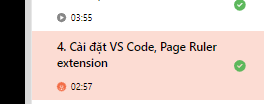 03:55
4. Cài đặt VS Code, Page Ruler
extension
02:57